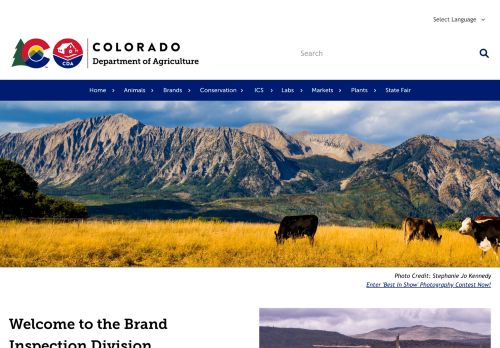 Select Language
CO
CDA
COLORADO
Department of Agriculture
Search
Home Animals Brands Conservation ICS Labs Markets Plants State Fair
Photo Credit: Stephanie Jo Kennedy
Enter 'Best In Show' Photography Contest Now!
Welcome to the Brand
Inspection Division